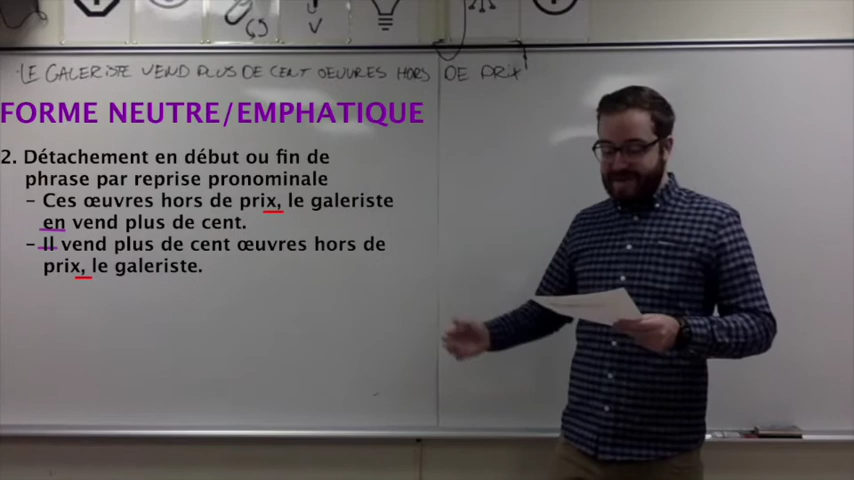 LE GALERISTE VEND PLUS DE CENT OEUVRES HORS DE PRIX
FORME NEUTRE/EMPHATIQUE
2. Détachement en début ou fin de
phrase par reprise pronominale
- Ces œuvres hors de prix, le galeriste
en vend plus de cent.
- Il vend plus de cent œuvres hors de
prix, le galeriste.
V